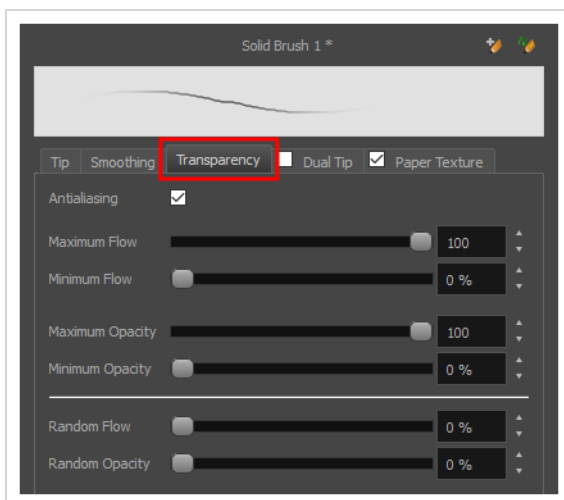 Solid Brush 1 *
Tip Smoothing Transparency Dual Tip Paper Texture
Antialiasing
Maximum Flow 100
Minimum Flow 0 %
Maximum Opacity 100
Minimum Opacity 0 %
Random Flow 0 %
Random Opacity 0 %